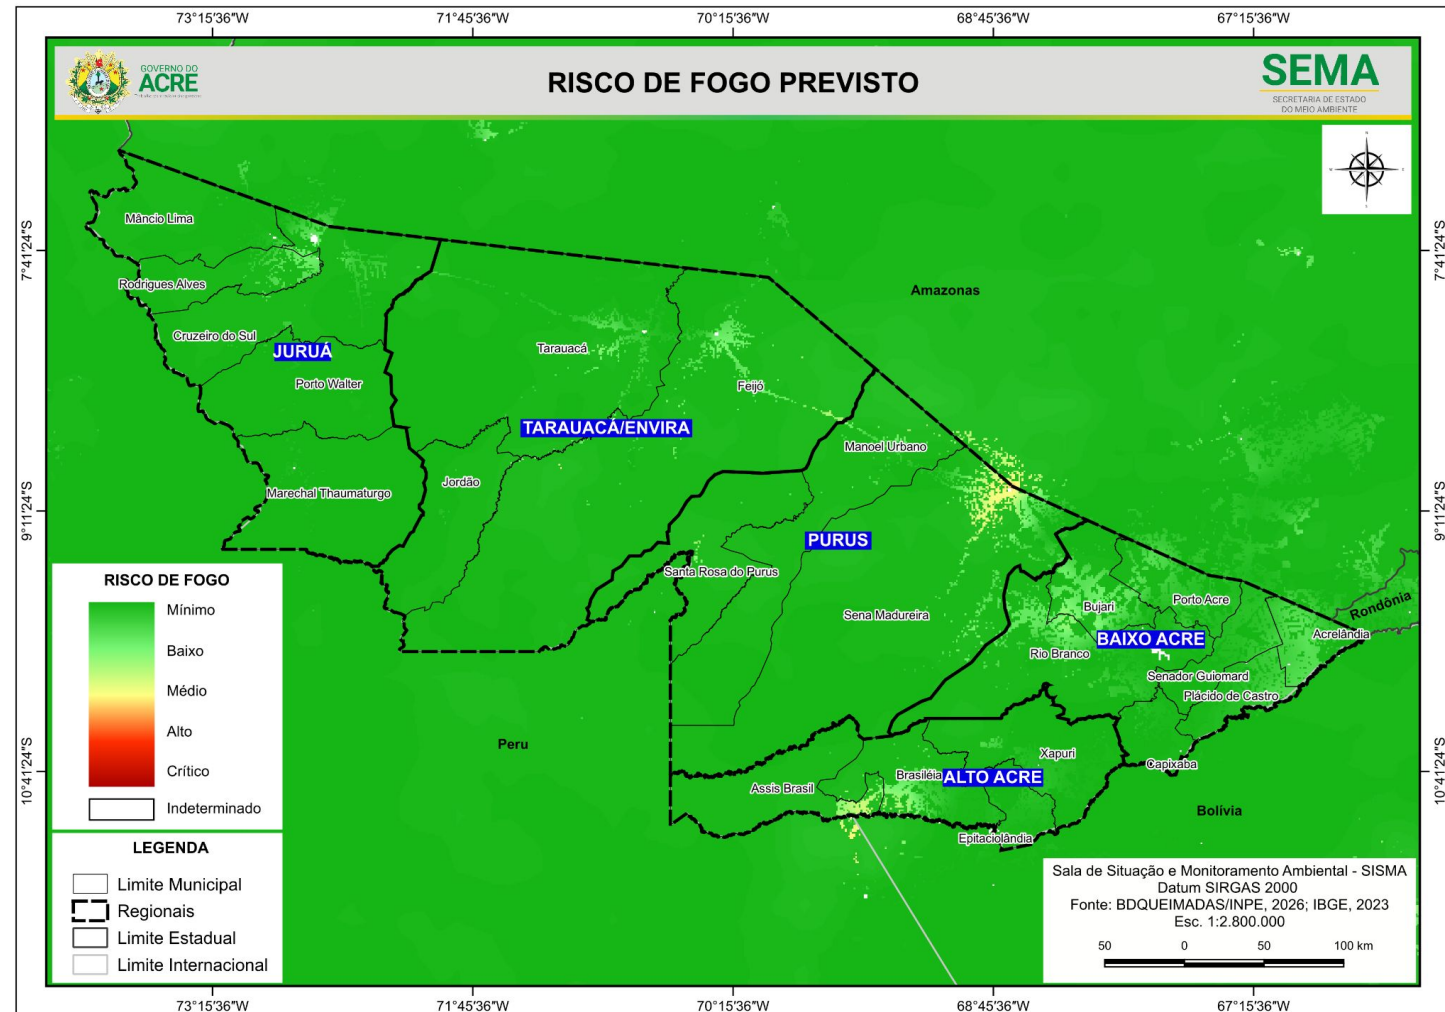 73°15'36"W 71°45'36"W 70°15'36"W 68°45'36"W 67°15'36"W
GOVERNO DO
ACRE
RISCO DE FOGO PREVISTO
SEMA
SECRETARIA DE ESTADO
DO MEIO AMBIENTE
Mâncio Lima
7°41'24"S
7°41'24"S
Rodrigues Alves
Amazonas
Cruzeiro do Sul
JURUÁ
Tarauacá
Porto Walter
Feijó
TARAUACÁ/ENVIRA
Manoel Urbano
Jordão
Marechal Thaumaturgo
9°11'24"S
9°11'24"S
PURUS
Santa Rosa do Purus
Sena Madureira
Bujari
Porto Acre
Rondônia
Acrelândia
BAIXO ACRE
Rio Branco
Senador Guiomard
Plácido de Castro
Peru
Xapuri
Capixaba
10°41'24"S
10°41'24"S
Brasiléia
ALTO ACRE
Assis Brasil
Bolívia
Epitaciolândia
RISCO DE FOGO
Mínimo
Baixo
Médio
Alto
Crítico
Indeterminado
LEGENDA
Limite Municipal
Regionais
Limite Estadual
Limite Internacional
Sala de Situação e Monitoramento Ambiental - SISMA
Datum SIRGAS 2000
Fonte: BDQUEIMADAS/INPE, 2026; IBGE, 2023
Esc. 1:2.800.000
50 0 50 100 km
73°15'36"W 71°45'36"W 70°15'36"W 68°45'36"W 67°15'36"W